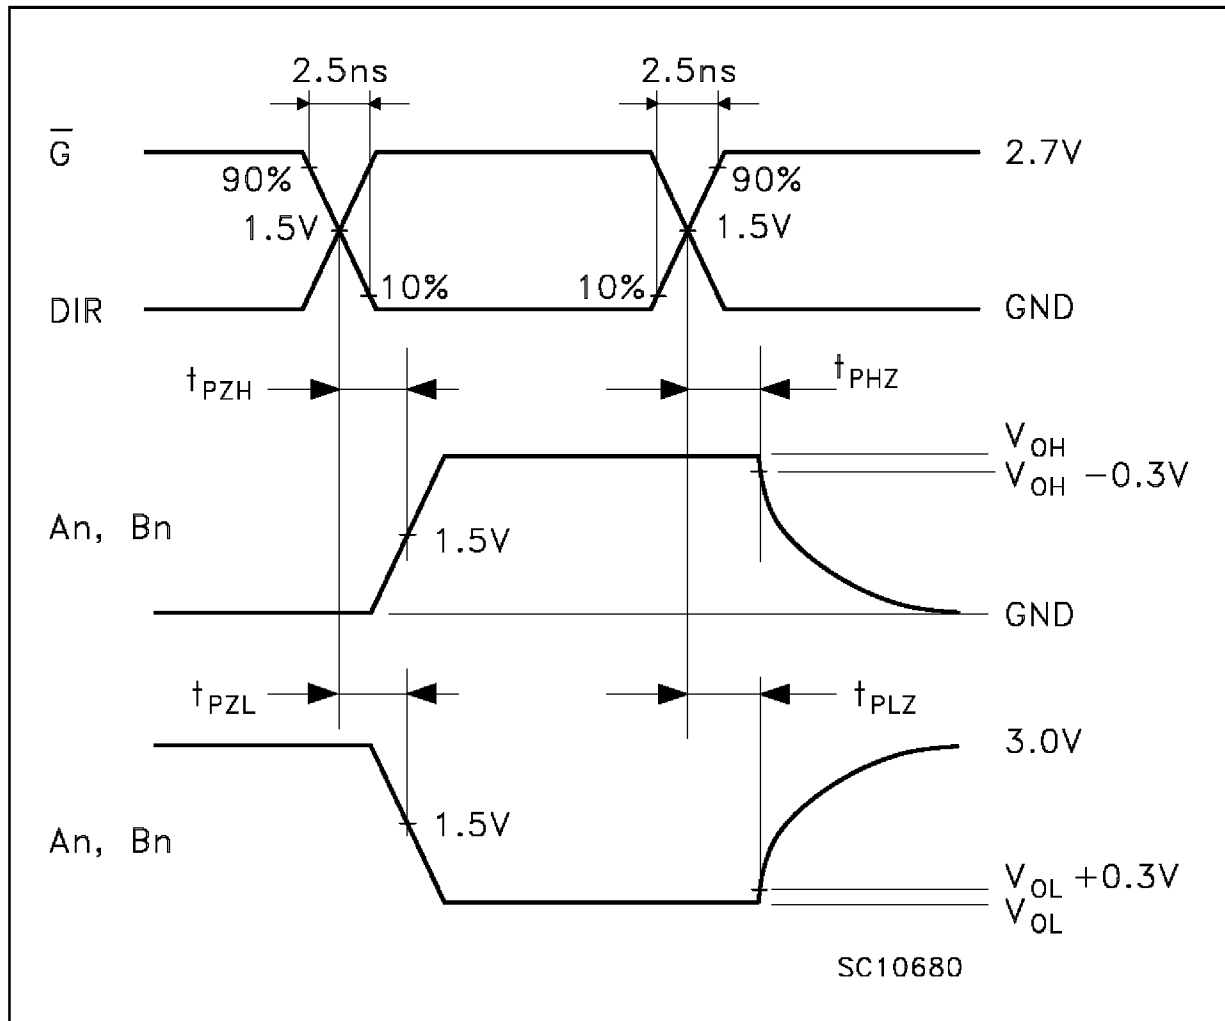 2.5ns 2.5ns
G̅ 2.7V
90% 90%
1.5V 1.5V
10% 10%
DIR GND
tPZH tPHZ
VOH
VOH −0.3V
An, Bn 1.5V
GND
tPZL tPLZ
3.0V
1.5V
An, Bn
VOL +0.3V
VOL
SC10680